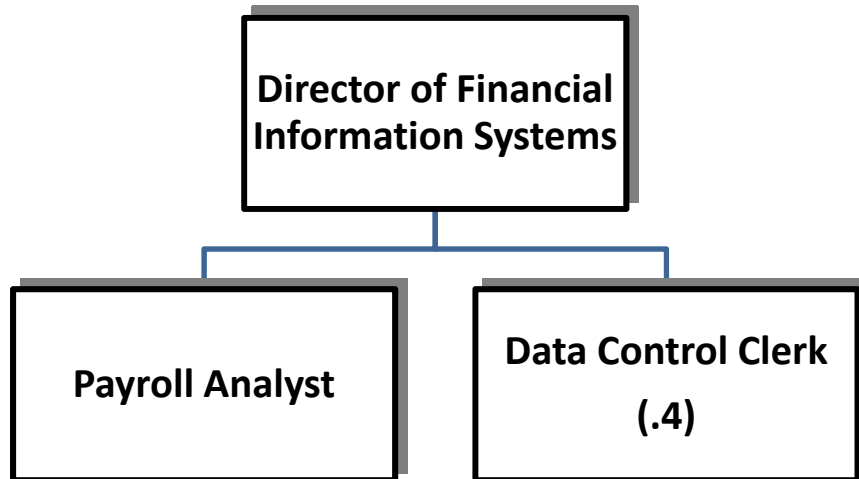 Director of Financial
Information Systems
Payroll Analyst
Data Control Clerk
(.4)